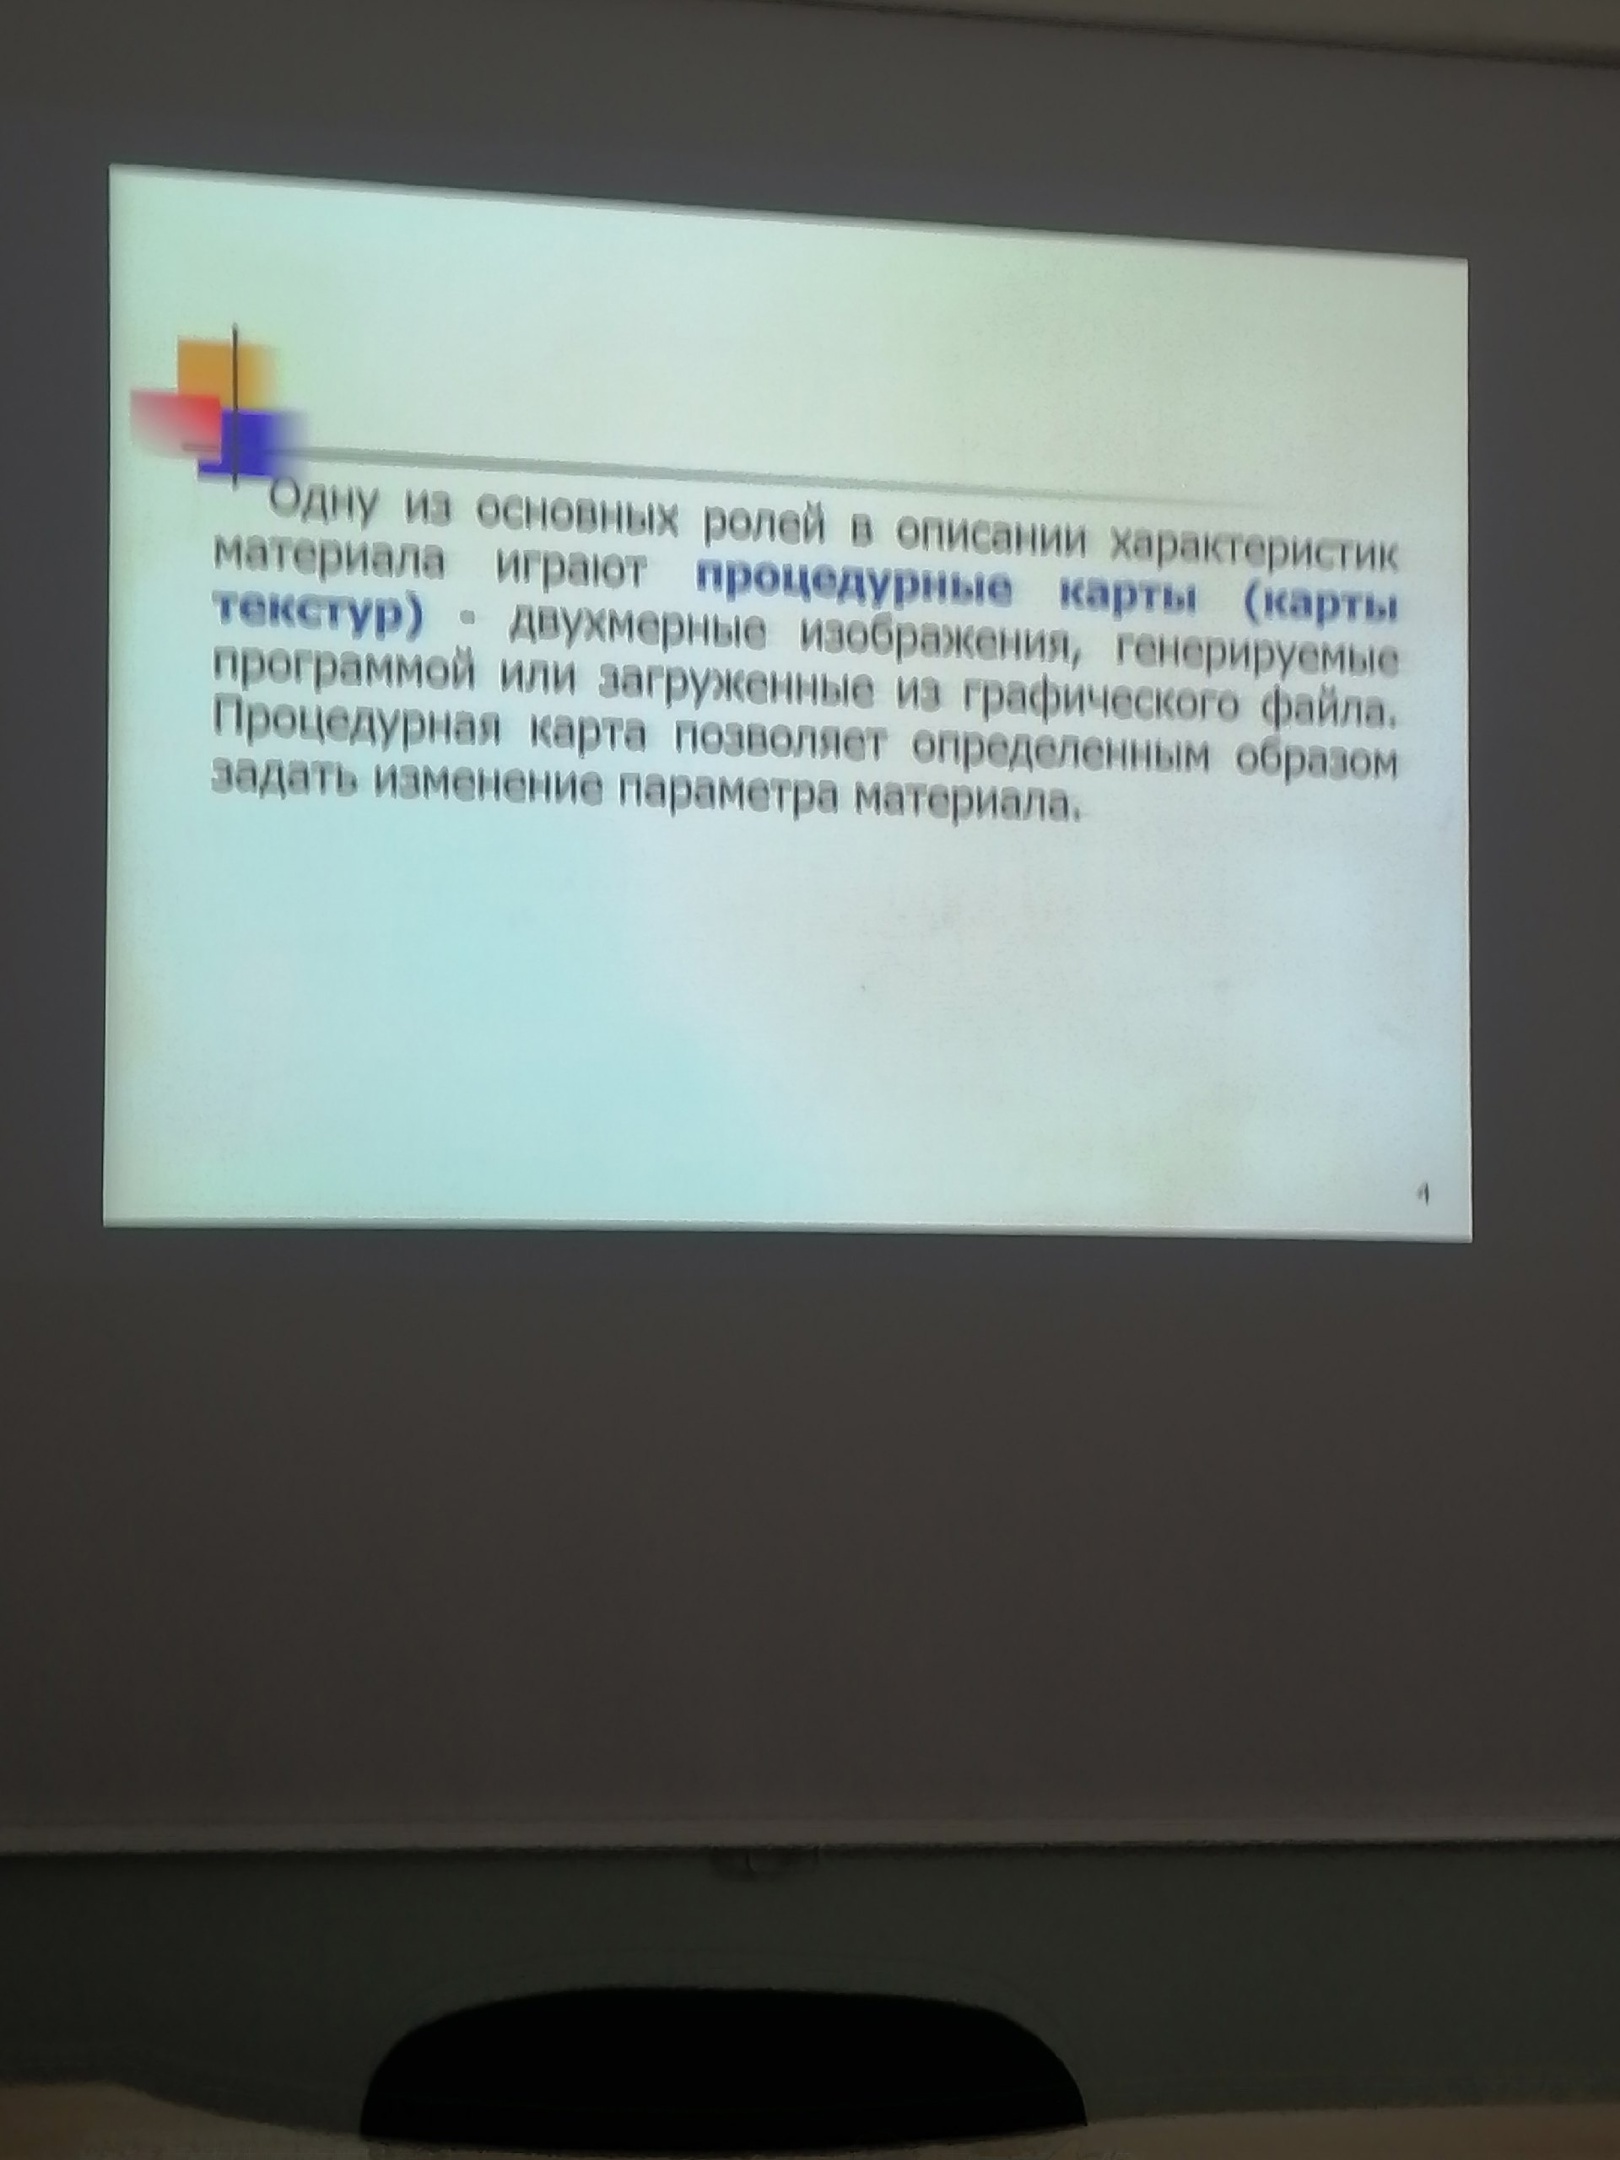 Одну из основных ролей в описании характеристик
материала играют процедурные карты (карты
текстур) - двухмерные изображения, генерируемые
программой или загруженные из графического файла.
Процедурная карта позволяет определенным образом
задать изменение параметра материала.
4